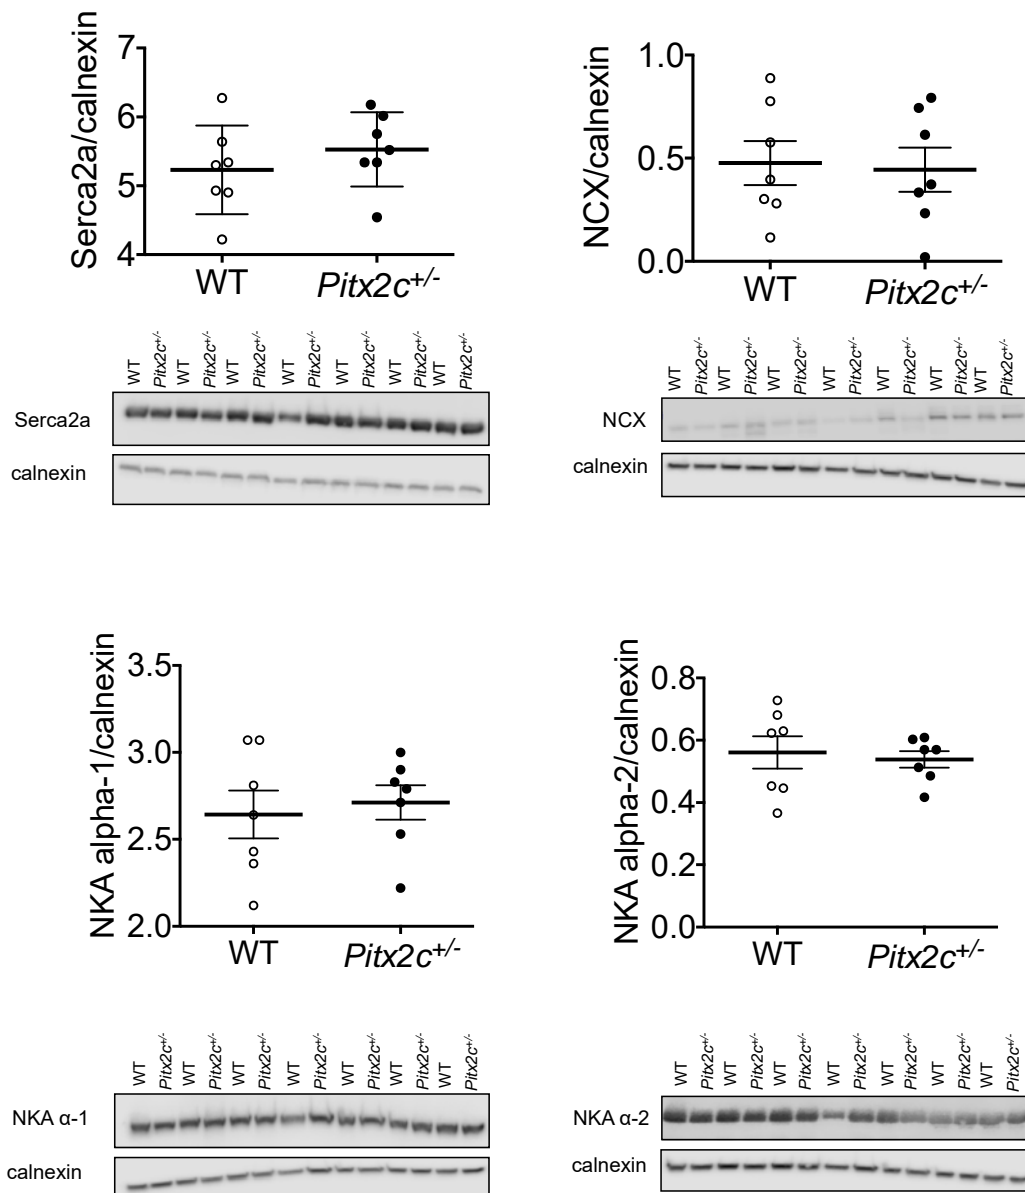 Serca2a/calnexin
7
6
5
4
WT Pitx2c+/-
NCX/calnexin
1.0
0.5
0.0
WT Pitx2c+/-
WT Pitx2c+/- WT Pitx2c+/- WT Pitx2c+/- WT Pitx2c+/- WT Pitx2c+/- WT Pitx2c+/- WT Pitx2c+/-
Serca2a
calnexin
WT Pitx2c+/- WT Pitx2c+/- WT Pitx2c+/- WT Pitx2c+/- WT Pitx2c+/- WT Pitx2c+/- WT Pitx2c+/-
NCX
calnexin
NKA alpha-1/calnexin
3.5
3.0
2.5
2.0
WT Pitx2c+/-
NKA alpha-2/calnexin
0.8
0.6
0.4
0.2
0.0
WT Pitx2c+/-
WT Pitx2c+/- WT Pitx2c+/- WT Pitx2c+/- WT Pitx2c+/- WT Pitx2c+/- WT Pitx2c+/- WT Pitx2c+/-
NKA α-1
calnexin
WT Pitx2c+/- WT Pitx2c+/- WT Pitx2c+/- WT Pitx2c+/- WT Pitx2c+/- WT Pitx2c+/- WT Pitx2c+/-
NKA α-2
calnexin